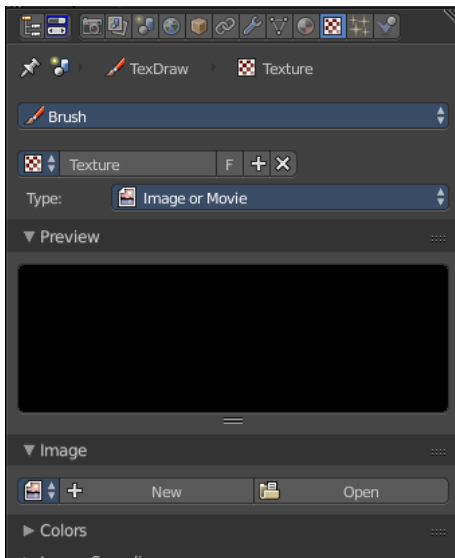 TexDraw Texture
Brush
Texture F
Type: Image or Movie
Preview
Image
New Open
Colors